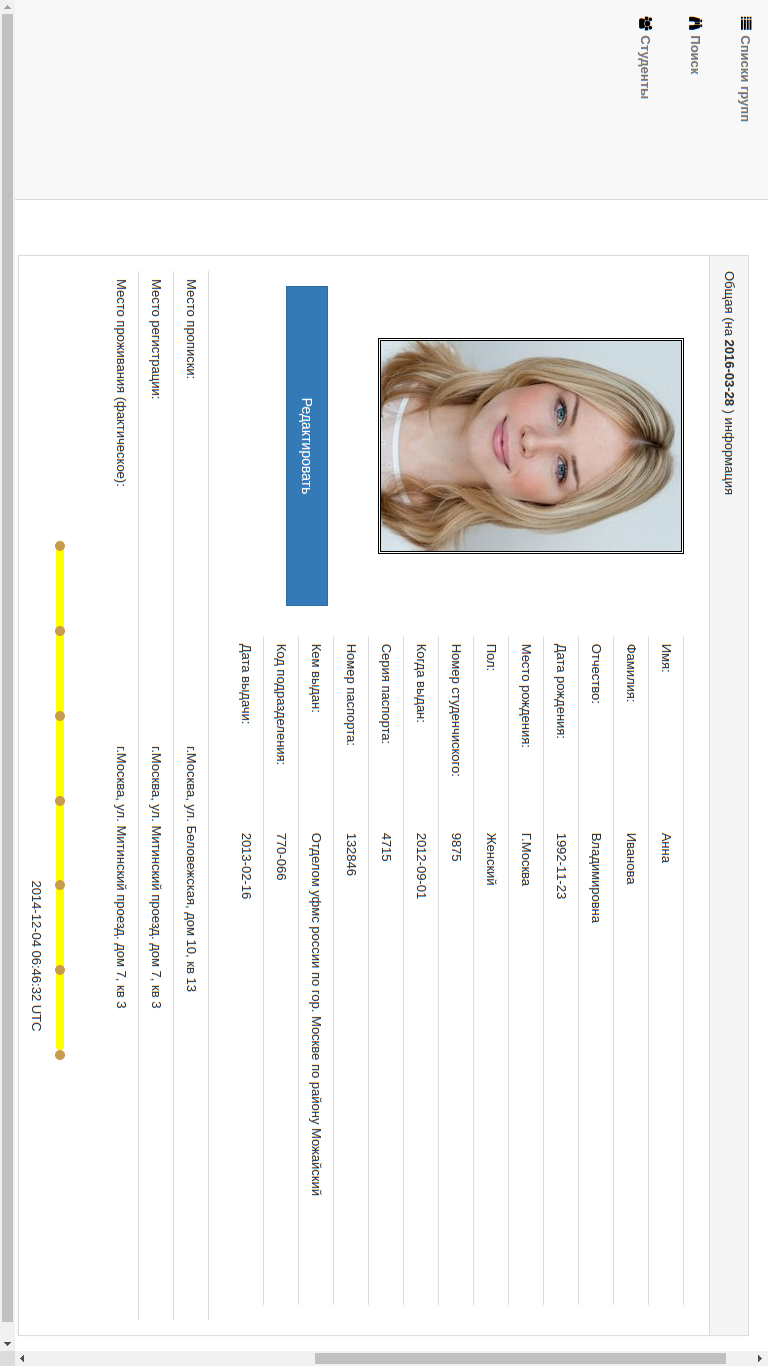 Списки групп
Поиск
Студенты
Общая (на 2016-03-28 ) информация
Редактировать
Имя: Анна
Фамилия: Иванова
Отчество: Владимировна
Дата рождения: 1992-11-23
Место рождения: Г.Москва
Пол: Женский
Номер студенчиского: 9875
Когда выдан: 2012-09-01
Серия паспорта: 4715
Номер паспорта: 132846
Кем выдан: Отделом уфмс россии по гор. Москве по району Можайский
Код подразделения: 770-066
Дата выдачи: 2013-02-16
Место прописки: г.Москва, ул. Беловежская, дом 10, кв 13
Место регистрации: г.Москва, ул. Митинский проезд, дом 7, кв 3
Место проживания (фактическое): г.Москва, ул. Митинский проезд, дом 7, кв 3
2014-12-04 06:46:32 UTC